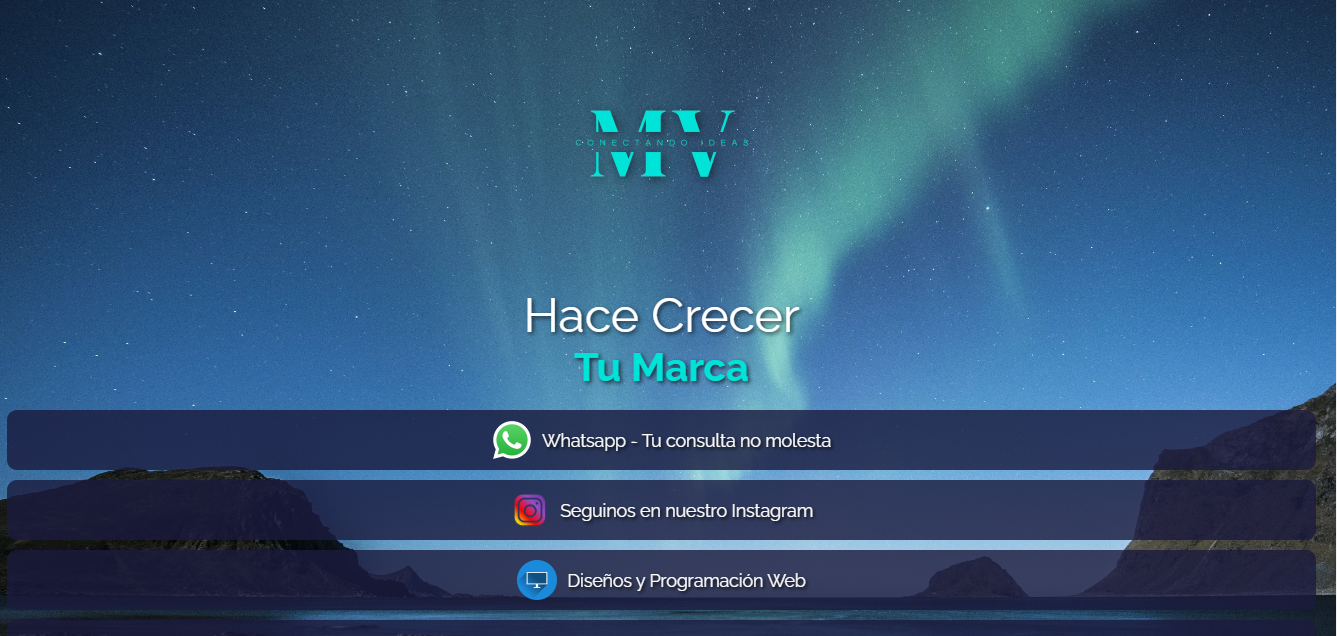 MV
CONECTANDO IDEAS
Hace Crecer
Tu Marca
Whatsapp - Tu consulta no molesta
Seguinos en nuestro Instagram
Diseños y Programación Web